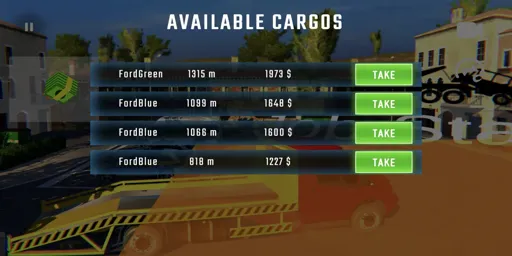 AVAILABLE CARGOS
FordGreen 1315 m 1973 $ TAKE
FordBlue 1099 m 1648 $ TAKE
FordBlue 1066 m 1600 $ TAKE
FordBlue 818 m 1227 $ TAKE